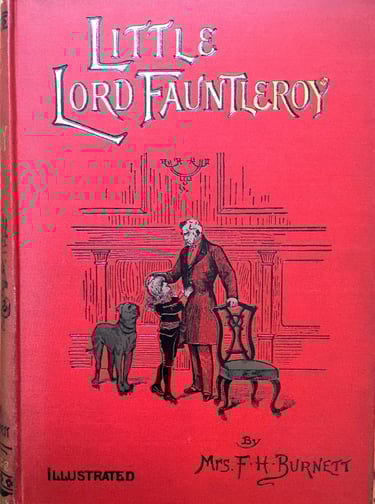 LITTLE
LORD FAUNTLEROY
BY
MRS. F. H. BURNETT
ILLUSTRATED